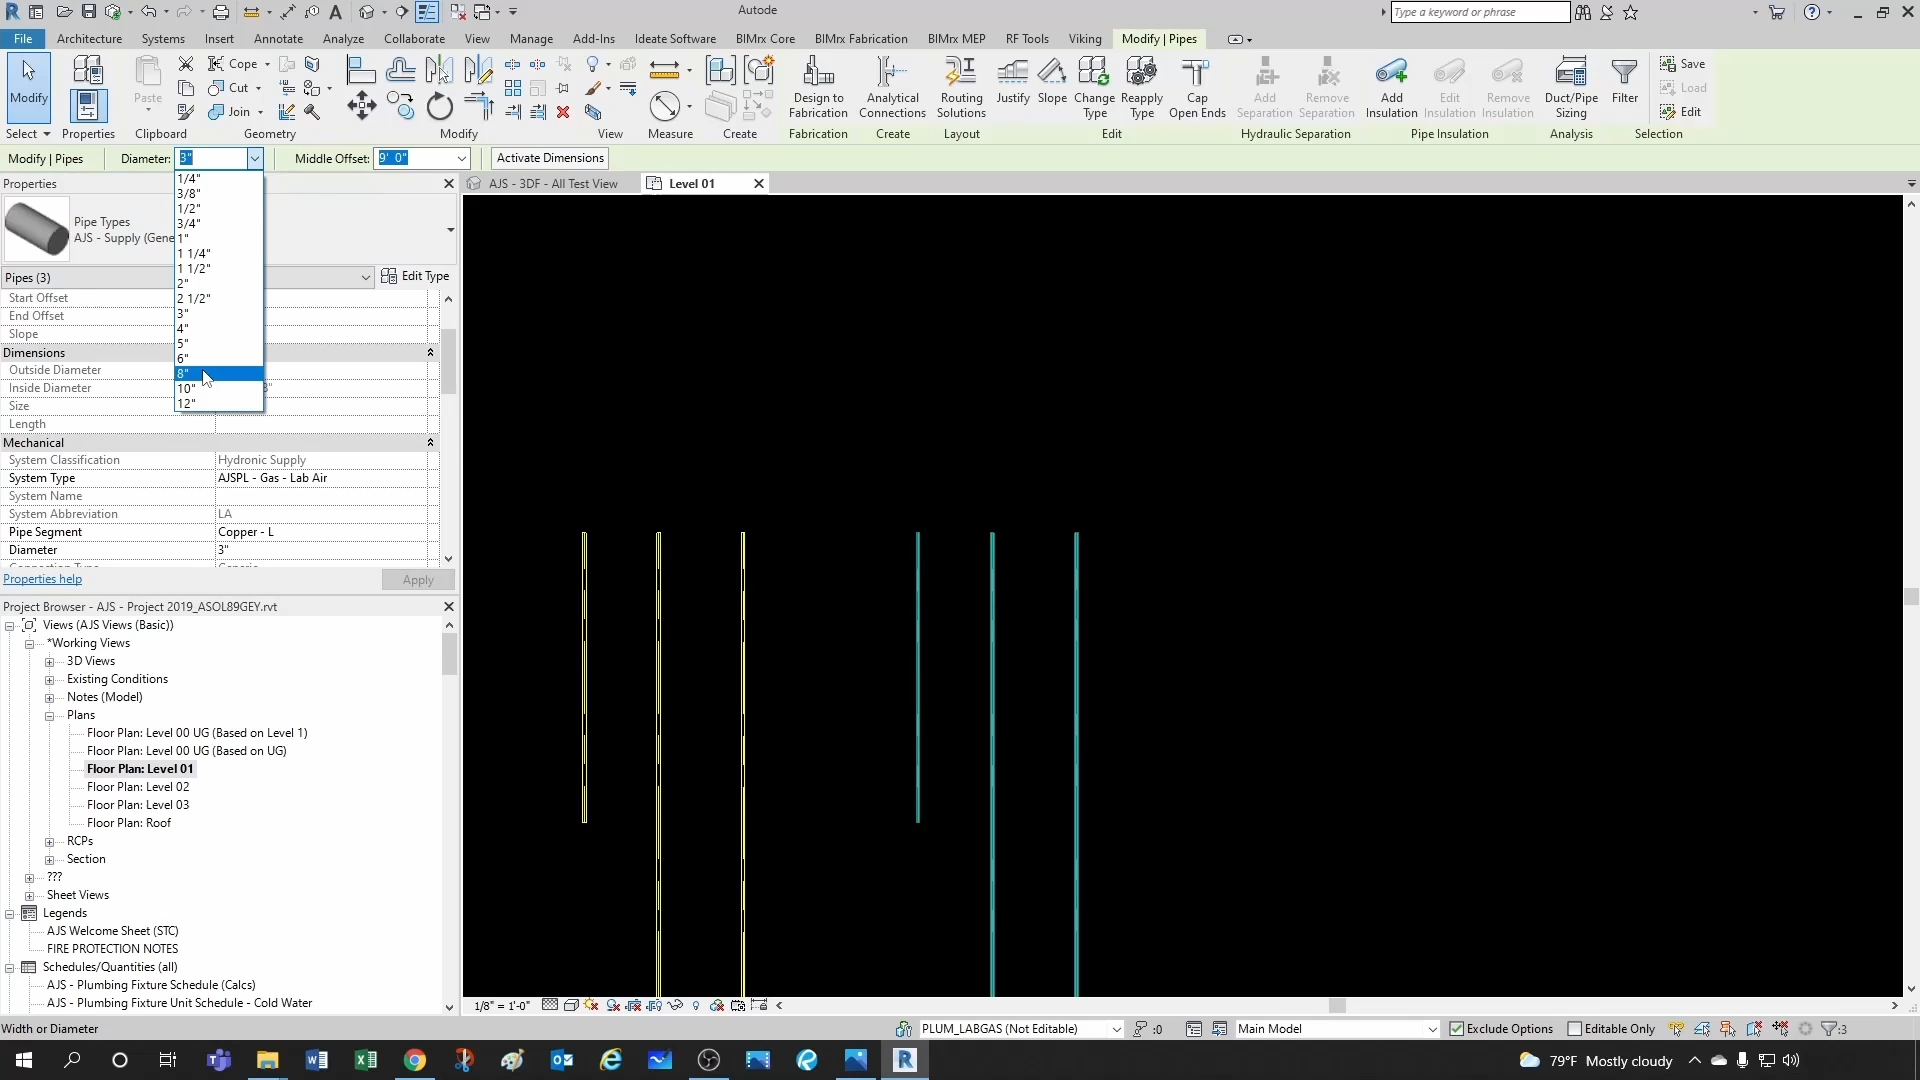 Autode
Type a keyword or phrase
File Architecture Systems Insert Annotate Analyze Collaborate View Manage Add-Ins Ideate Software BIMrx Core BIMrx Fabrication BIMrx MEP RF Tools Viking Modify | Pipes
Modify
Paste
Cope
Cut
Join
Design to Fabrication
Analytical Connections
Routing Solutions
Justify
Slope
Change Type
Reapply Type
Cap Open Ends
Add Separation
Remove Separation
Add Insulation
Edit Insulation
Remove Insulation
Duct/Pipe Sizing
Filter
Save
Load
Edit
Select Properties Clipboard Geometry Modify View Measure Create Fabrication Create Layout Edit Hydraulic Separation Pipe Insulation Analysis Selection
Modify | Pipes Diameter: 3" Middle Offset: 9' 0" Activate Dimensions
1/4"
3/8"
1/2"
3/4"
1"
1 1/4"
1 1/2"
2"
2 1/2"
3"
4"
5"
6"
8"
10"
12"
Properties
AJS - 3DF - All Test View Level 01
Pipe Types
AJS - Supply (Gene
Pipes (3) Edit Type
Start Offset
End Offset
Slope
Dimensions
Outside Diameter
Inside Diameter 8"
Size
Length
Mechanical
System Classification Hydronic Supply
System Type AJSPL - Gas - Lab Air
System Name
System Abbreviation LA
Pipe Segment Copper - L
Diameter 3"
Properties help Apply
Project Browser - AJS - Project 2019_ASOL89GEY.rvt
Views (AJS Views (Basic))
*Working Views
3D Views
Existing Conditions
Notes (Model)
Plans
Floor Plan: Level 00 UG (Based on Level 1)
Floor Plan: Level 00 UG (Based on UG)
Floor Plan: Level 01
Floor Plan: Level 02
Floor Plan: Level 03
Floor Plan: Roof
RCPs
Section
???
Sheet Views
Legends
AJS Welcome Sheet (STC)
FIRE PROTECTION NOTES
Schedules/Quantities (all)
AJS - Plumbing Fixture Schedule (Calcs)
AJS - Plumbing Fixture Unit Schedule - Cold Water
1/8" = 1'-0"
Width or Diameter PLUM_LABGAS (Not Editable) :0 Main Model Exclude Options Editable Only :3
79°F Mostly cloudy